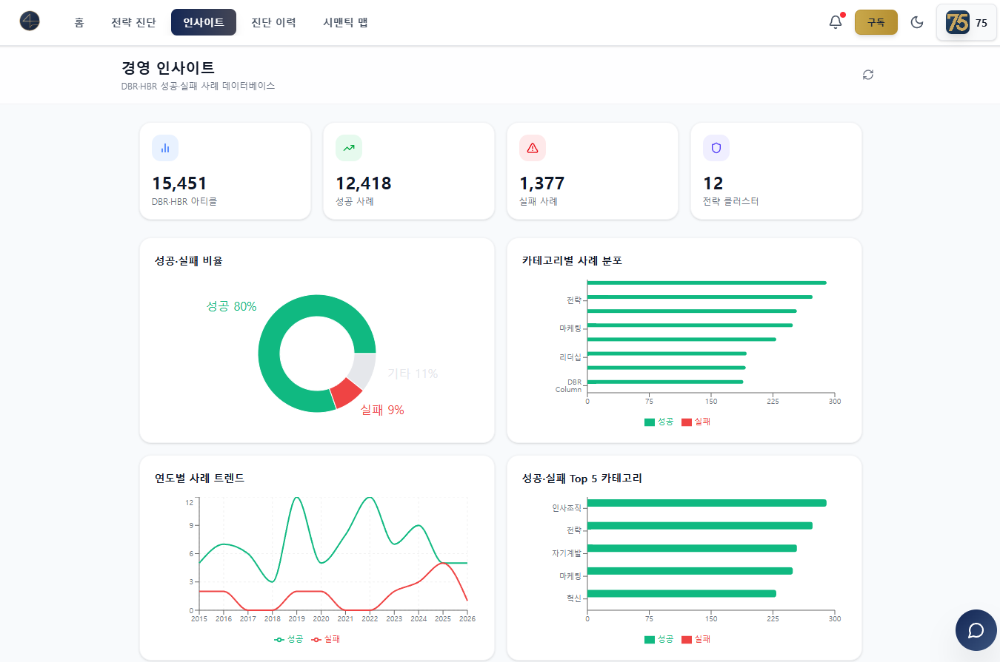 홈 전략 진단 인사이트 진단 이력 시맨틱 맵 구독 75 75
경영 인사이트
DBR·HBR 성공·실패 사례 데이터베이스
15,451
DBR·HBR 아티클
12,418
성공 사례
1,377
실패 사례
12
전략 클러스터
성공·실패 비율
성공 80%
기타 11%
실패 9%
카테고리별 사례 분포
전략
마케팅
리더십
DBR
Column
0 75 150 225 300
성공 실패
연도별 사례 트렌드
12
9
6
3
0
2015 2016 2017 2018 2019 2020 2021 2022 2023 2024 2025 2026
성공 실패
성공·실패 Top 5 카테고리
인사조직
전략
자기계발
마케팅
혁신
0 75 150 225 300
성공 실패